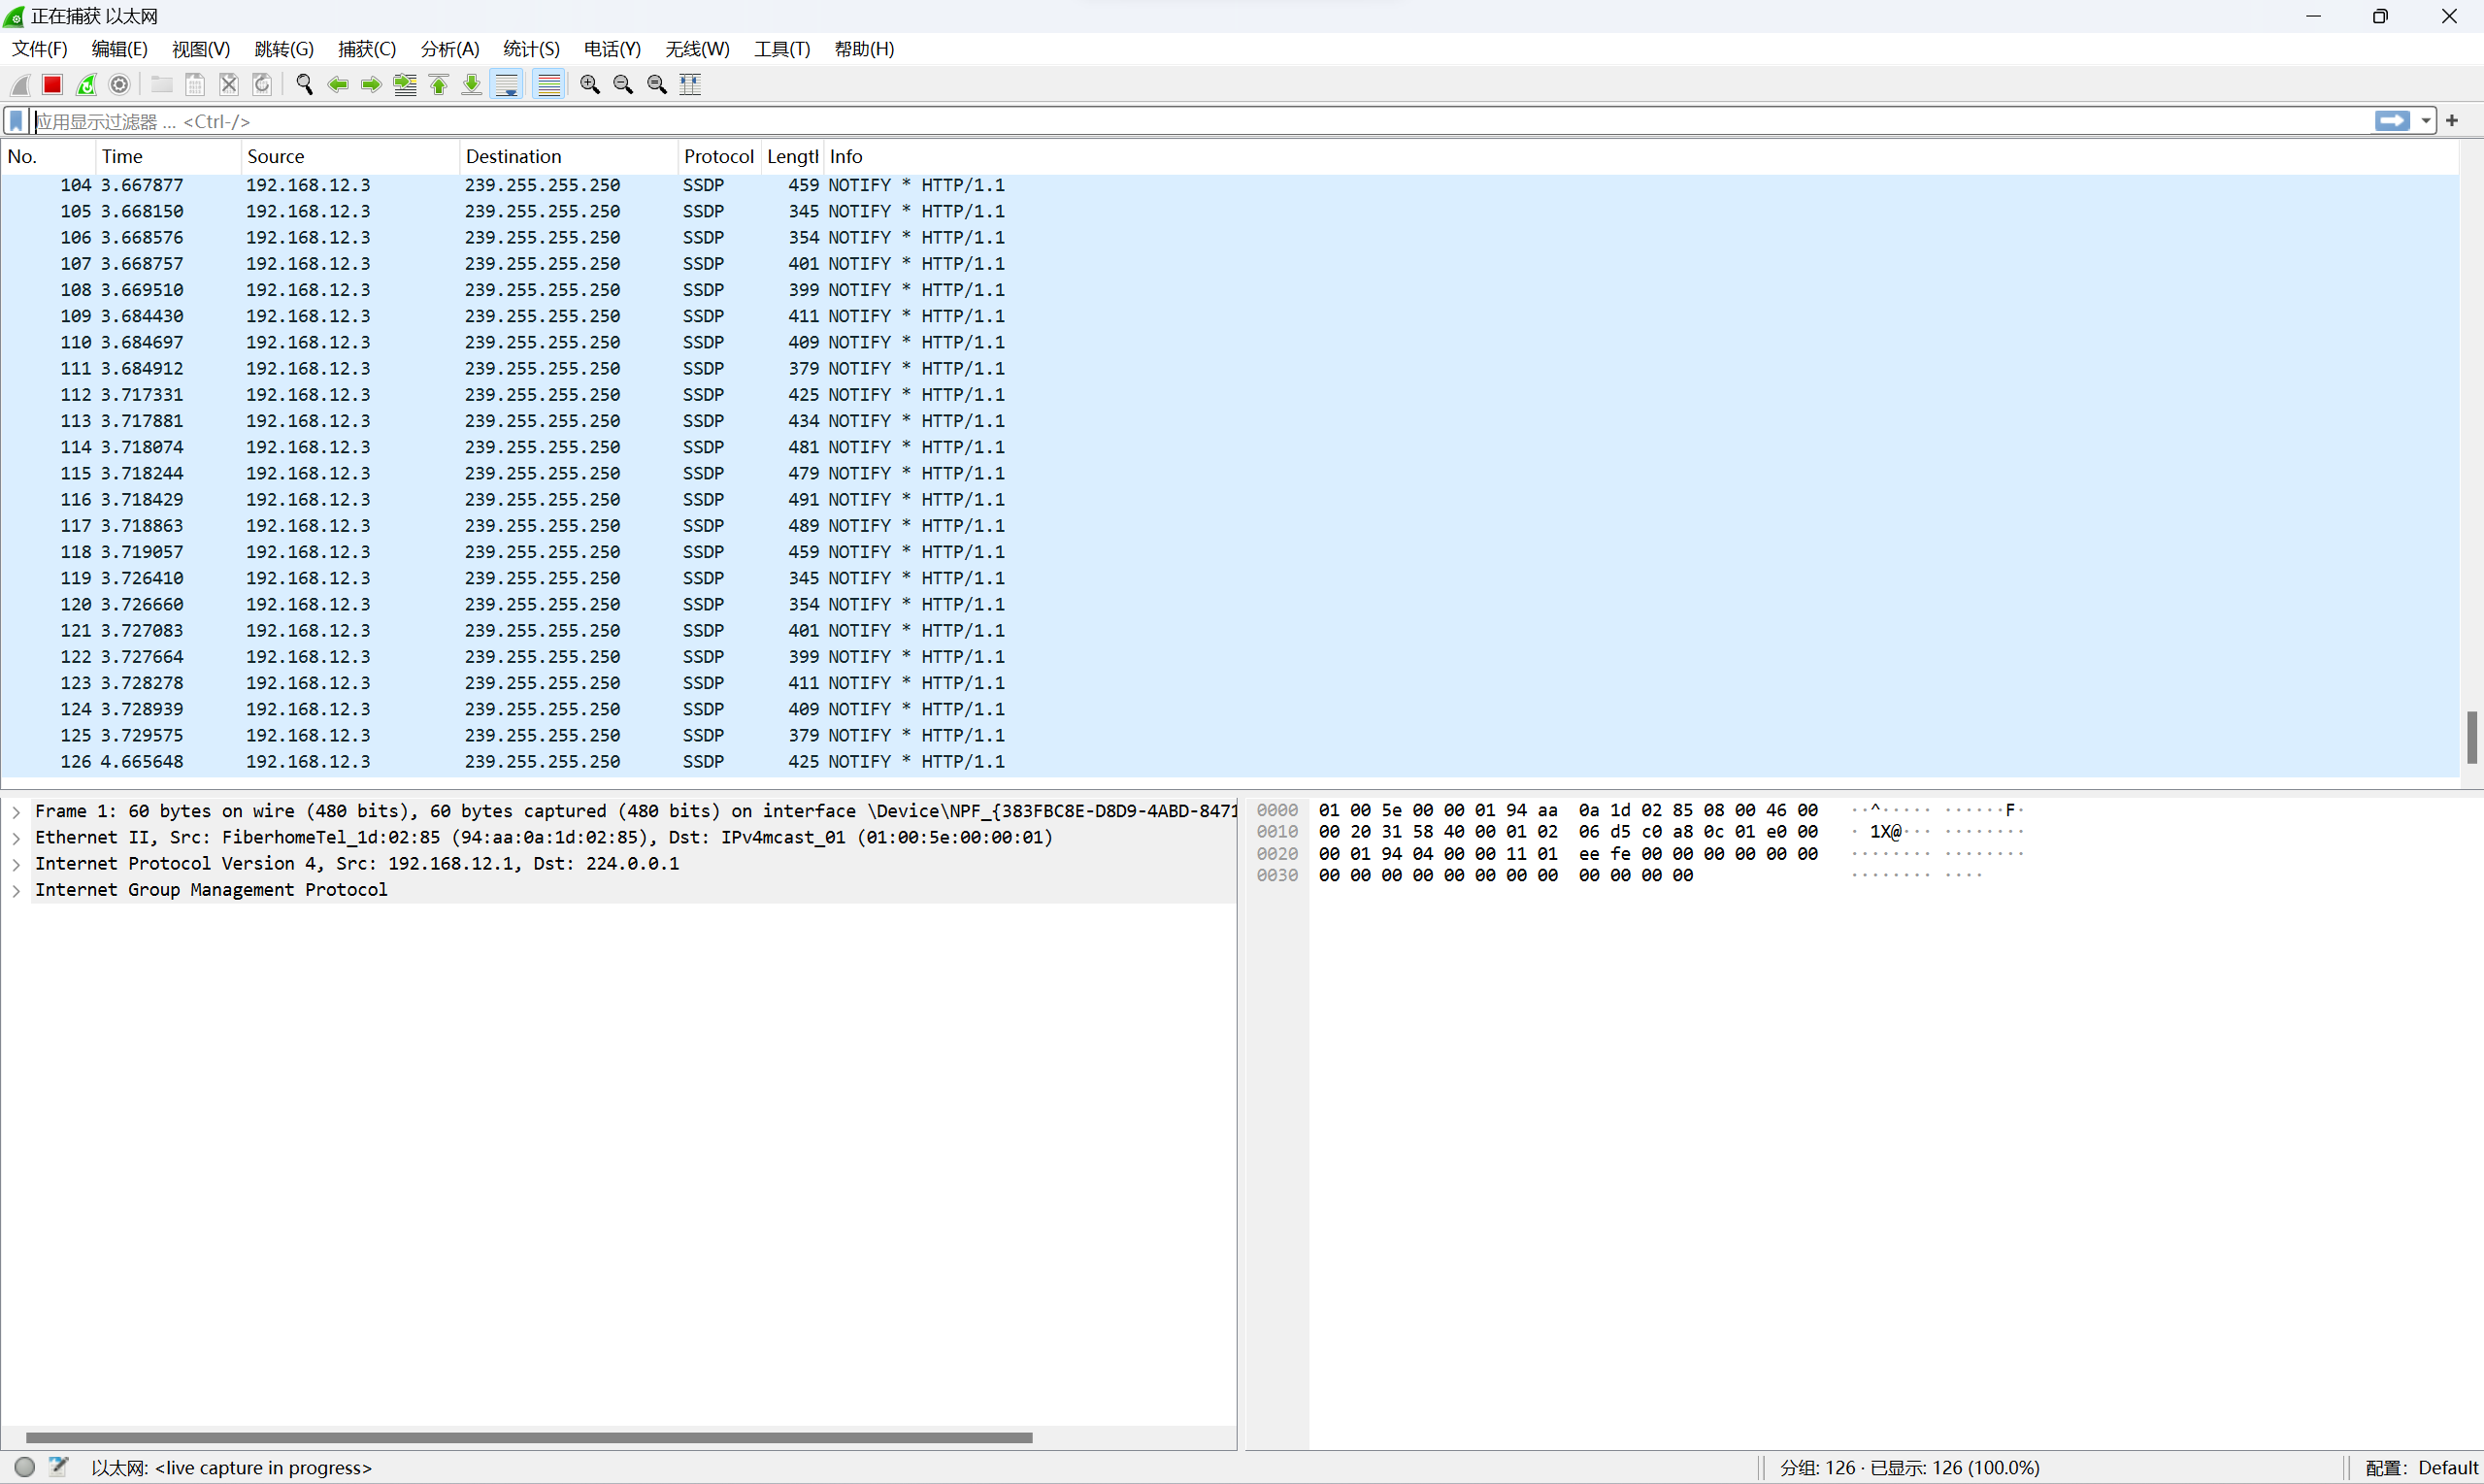 正在捕获 以太网
文件(F) 编辑(E) 视图(V) 跳转(G) 捕获(C) 分析(A) 统计(S) 电话(Y) 无线(W) 工具(T) 帮助(H)
应用显示过滤器 … <Ctrl-/>
No. Time Source Destination Protocol Length Info
104 3.667877 192.168.12.3 239.255.255.250 SSDP 459 NOTIFY * HTTP/1.1
105 3.668150 192.168.12.3 239.255.255.250 SSDP 345 NOTIFY * HTTP/1.1
106 3.668576 192.168.12.3 239.255.255.250 SSDP 354 NOTIFY * HTTP/1.1
107 3.668757 192.168.12.3 239.255.255.250 SSDP 401 NOTIFY * HTTP/1.1
108 3.669510 192.168.12.3 239.255.255.250 SSDP 399 NOTIFY * HTTP/1.1
109 3.684430 192.168.12.3 239.255.255.250 SSDP 411 NOTIFY * HTTP/1.1
110 3.684697 192.168.12.3 239.255.255.250 SSDP 409 NOTIFY * HTTP/1.1
111 3.684912 192.168.12.3 239.255.255.250 SSDP 379 NOTIFY * HTTP/1.1
112 3.717331 192.168.12.3 239.255.255.250 SSDP 425 NOTIFY * HTTP/1.1
113 3.717881 192.168.12.3 239.255.255.250 SSDP 434 NOTIFY * HTTP/1.1
114 3.718074 192.168.12.3 239.255.255.250 SSDP 481 NOTIFY * HTTP/1.1
115 3.718244 192.168.12.3 239.255.255.250 SSDP 479 NOTIFY * HTTP/1.1
116 3.718429 192.168.12.3 239.255.255.250 SSDP 491 NOTIFY * HTTP/1.1
117 3.718863 192.168.12.3 239.255.255.250 SSDP 489 NOTIFY * HTTP/1.1
118 3.719057 192.168.12.3 239.255.255.250 SSDP 459 NOTIFY * HTTP/1.1
119 3.726410 192.168.12.3 239.255.255.250 SSDP 345 NOTIFY * HTTP/1.1
120 3.726660 192.168.12.3 239.255.255.250 SSDP 354 NOTIFY * HTTP/1.1
121 3.727083 192.168.12.3 239.255.255.250 SSDP 401 NOTIFY * HTTP/1.1
122 3.727664 192.168.12.3 239.255.255.250 SSDP 399 NOTIFY * HTTP/1.1
123 3.728278 192.168.12.3 239.255.255.250 SSDP 411 NOTIFY * HTTP/1.1
124 3.728939 192.168.12.3 239.255.255.250 SSDP 409 NOTIFY * HTTP/1.1
125 3.729575 192.168.12.3 239.255.255.250 SSDP 379 NOTIFY * HTTP/1.1
126 4.665648 192.168.12.3 239.255.255.250 SSDP 425 NOTIFY * HTTP/1.1
Frame 1: 60 bytes on wire (480 bits), 60 bytes captured (480 bits) on interface \Device\NPF_{383FBC8E-D8D9-4ABD-8471
Ethernet II, Src: FiberhomeTel_1d:02:85 (94:aa:0a:1d:02:85), Dst: IPv4mcast_01 (01:00:5e:00:00:01)
Internet Protocol Version 4, Src: 192.168.12.1, Dst: 224.0.0.1
Internet Group Management Protocol
0000 01 00 5e 00 00 01 94 aa 0a 1d 02 85 08 00 46 00 ··^····· ······F·
0010 00 20 31 58 40 00 01 02 06 d5 c0 a8 0c 01 e0 00 · 1X@··· ········
0020 00 01 94 04 00 00 11 01 ee fe 00 00 00 00 00 00 ········ ········
0030 00 00 00 00 00 00 00 00 00 00 00 00 ········ ····
以太网: <live capture in progress> 分组: 126 · 已显示: 126 (100.0%) 配置: Default